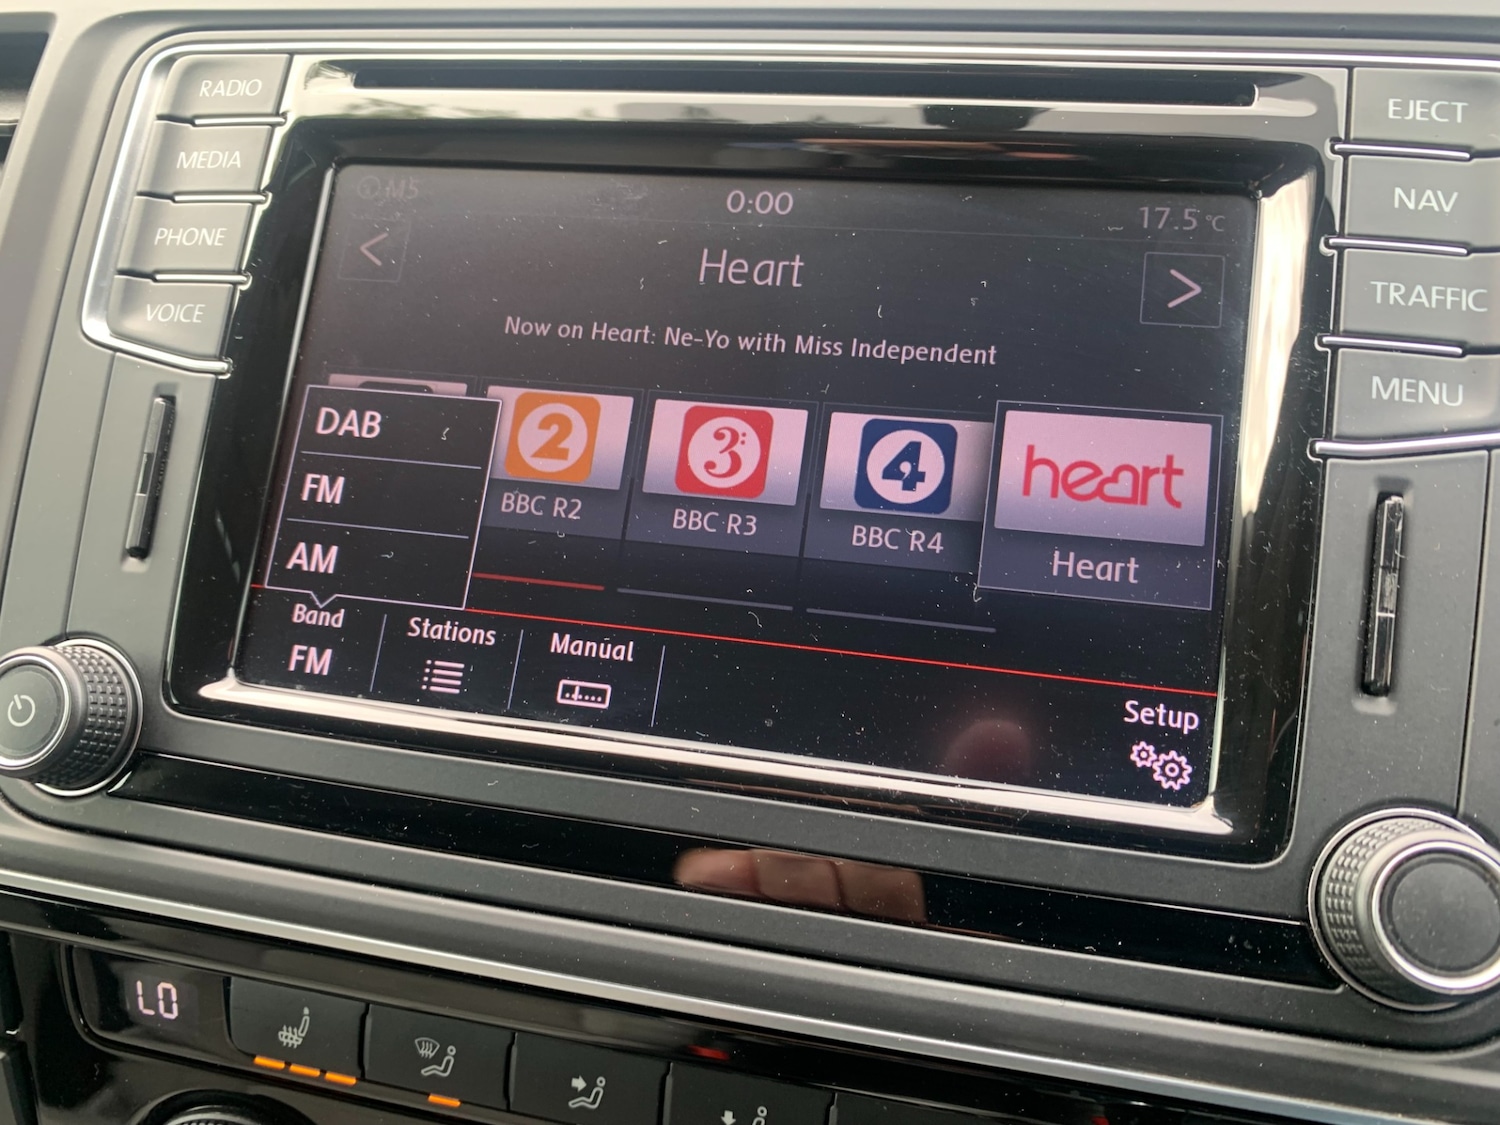 RADIO
MEDIA
PHONE
VOICE
EJECT
NAV
TRAFFIC
MENU
M5
0:00
17.5 °C
<
Heart
>
Now on Heart: Ne-Yo with Miss Independent
DAB
FM
AM
2
BBC R2
3
BBC R3
4
BBC R4
heart
Heart
Band
FM
Stations
Manual
Setup
LO